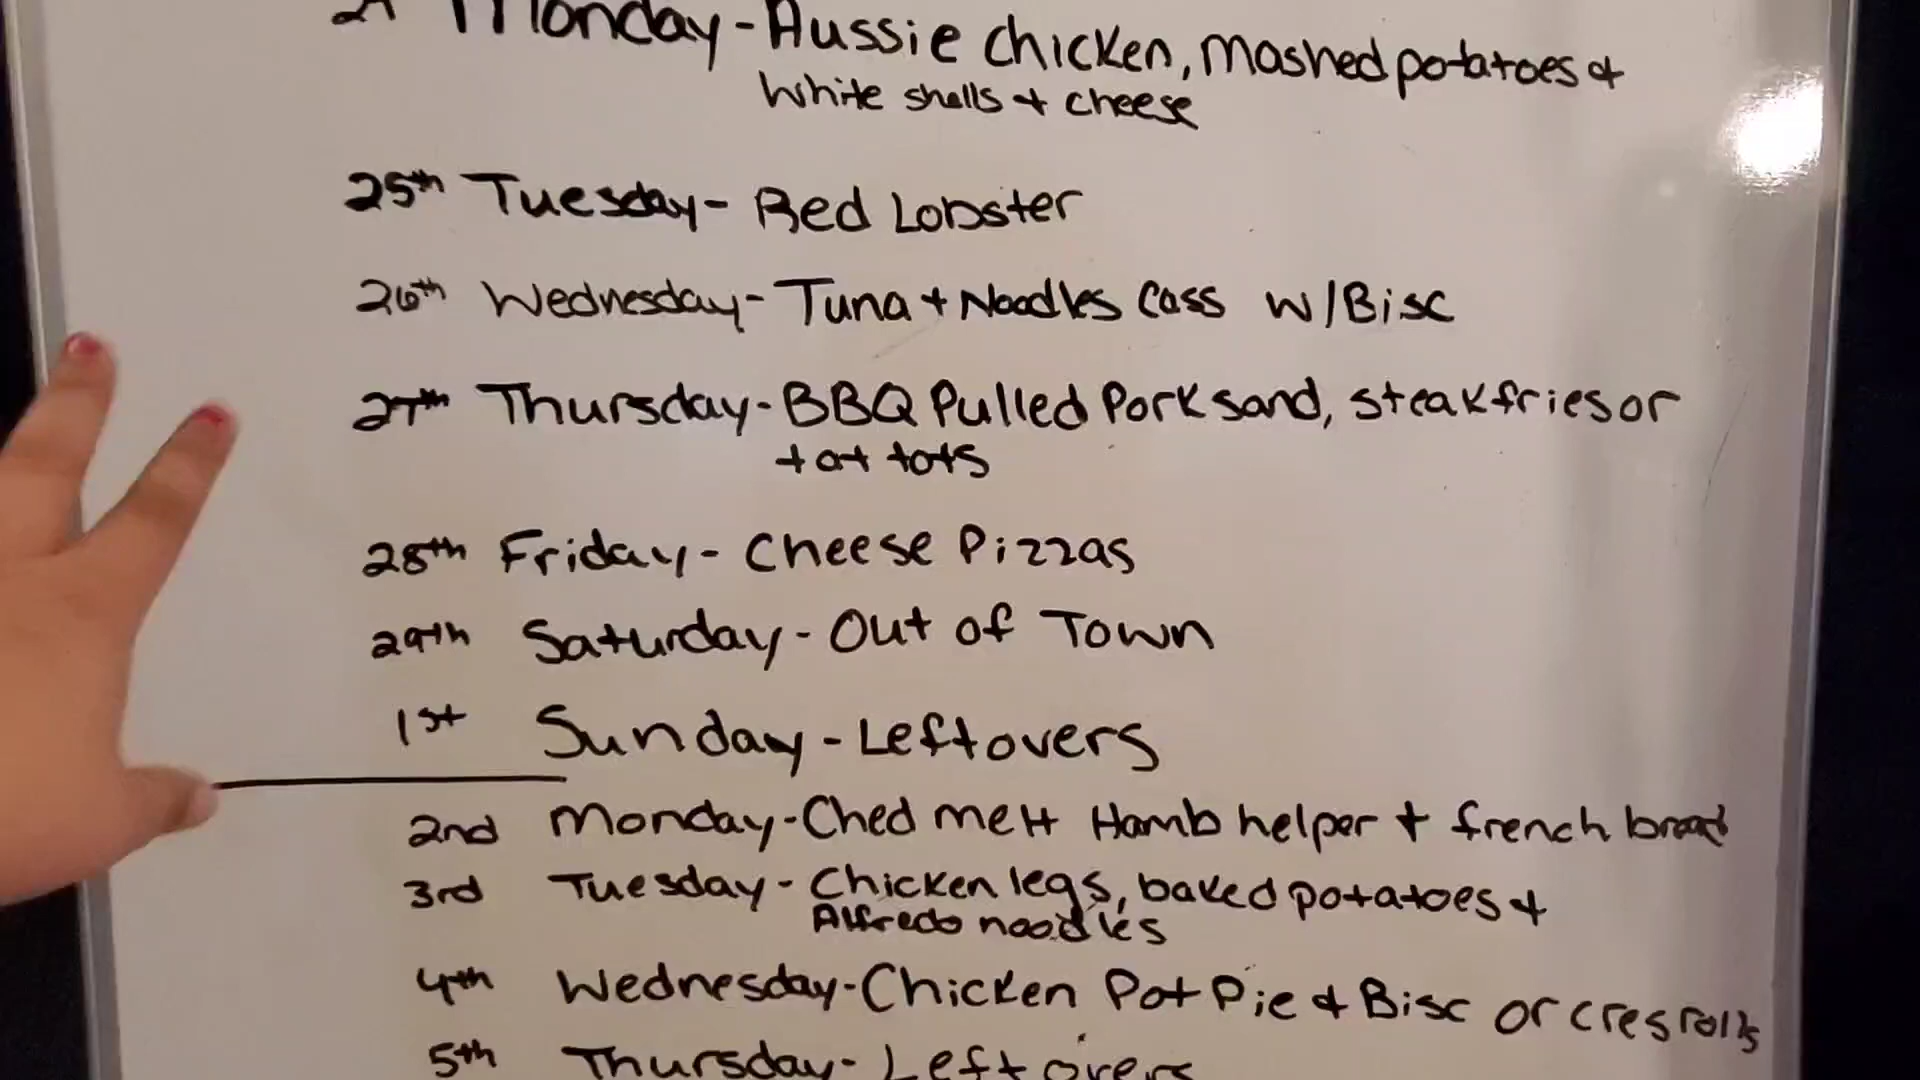 Monday - Aussie chicken, Mashed potatoes &
White shells & cheese
25th Tuesday - Red Lobster
26th Wednesday - Tuna + Noodles Cass w/Bisc
27th Thursday - BBQ Pulled Pork sand, steak fries or
tat tots
28th Friday - Cheese Pizzas
29th Saturday - Out of Town
1st Sunday - Leftovers
2nd Monday - Ched melt Hamb helper + french bread
3rd Tuesday - Chicken legs, baked potatoes &
Alfredo noodles
4th Wednesday - Chicken Pot Pie & Bisc or cres rolls
5th Thursday - Leftovers